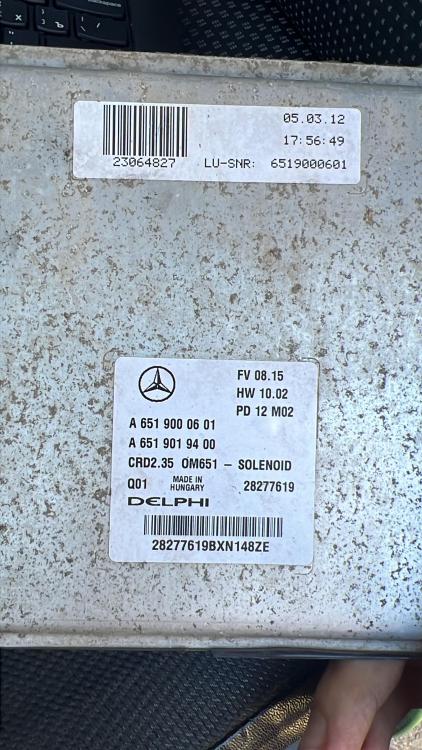 05.03.12
17:56:49
23064827 LU-SNR: 6519000601
FV 08.15
HW 10.02
PD 12 M02
A 651 900 06 01
A 651 901 94 00
CRD2.35 OM651 – SOLENOID
Q01 MADE IN HUNGARY 28277619
DELPHI
28277619BXN148ZE